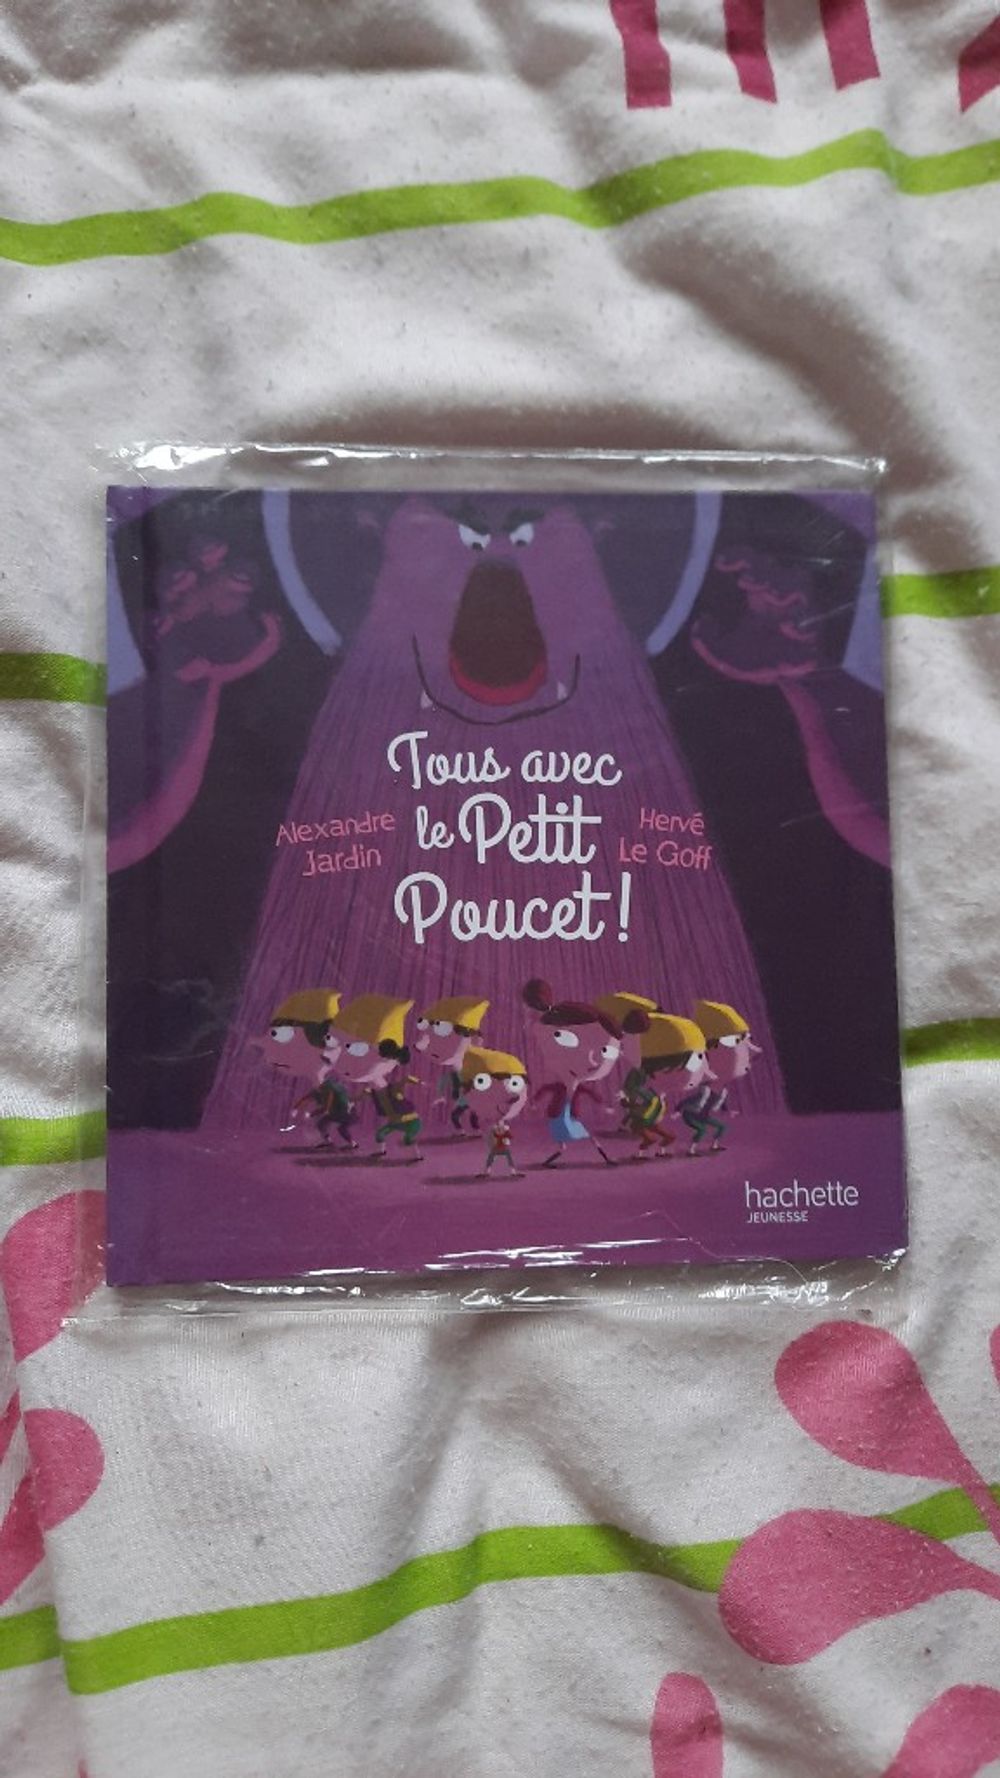 Tous avec
le Petit
Poucet!
Alexandre
Jardin
Hervé
Le Goff
hachette
JEUNESSE